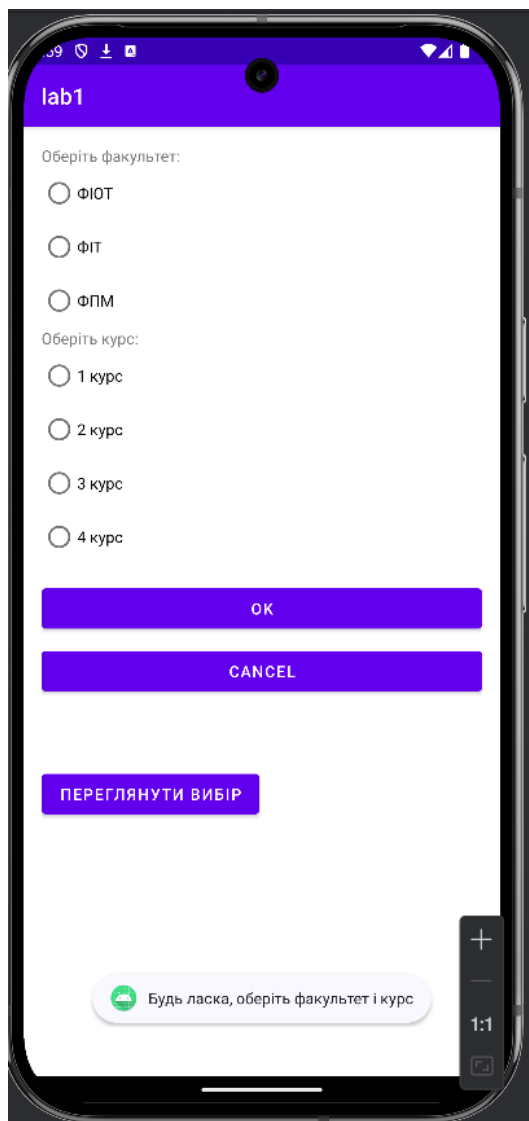 :59
lab1
Оберіть факультет:
ФІОТ
ФІТ
ФПМ
Оберіть курс:
1 курс
2 курс
3 курс
4 курс
OK
CANCEL
ПЕРЕГЛЯНУТИ ВИБІР
Будь ласка, оберіть факультет і курс
1:1